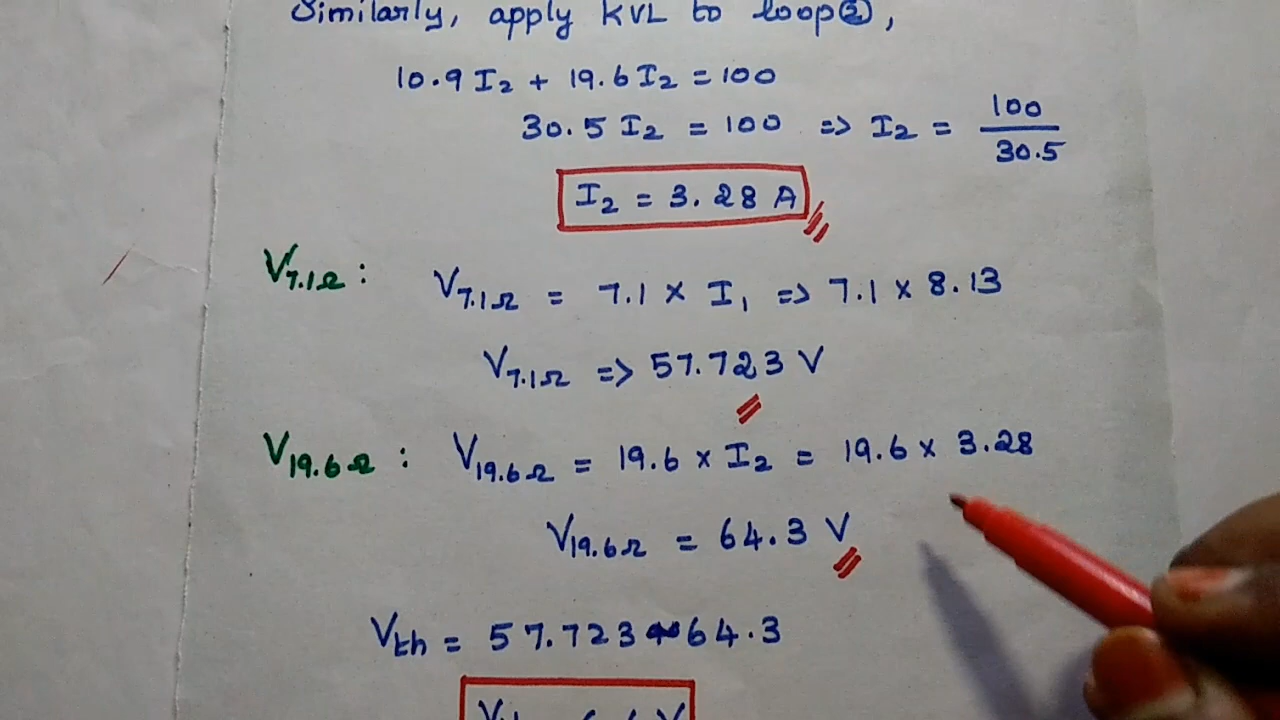 Similarly, apply KVL to loop②,
10.9 I₂ + 19.6 I₂ = 100
30.5 I₂ = 100 => I₂ = 100/30.5
I₂ = 3.28 A
V₇.₁Ω : V₇.₁Ω = 7.1 × I₁ => 7.1 × 8.13
V₇.₁Ω => 57.723 V
V₁₉.₆Ω : V₁₉.₆Ω = 19.6 × I₂ = 19.6 × 3.28
V₁₉.₆Ω = 64.3 V
Vth = 57.723 ~ 64.3